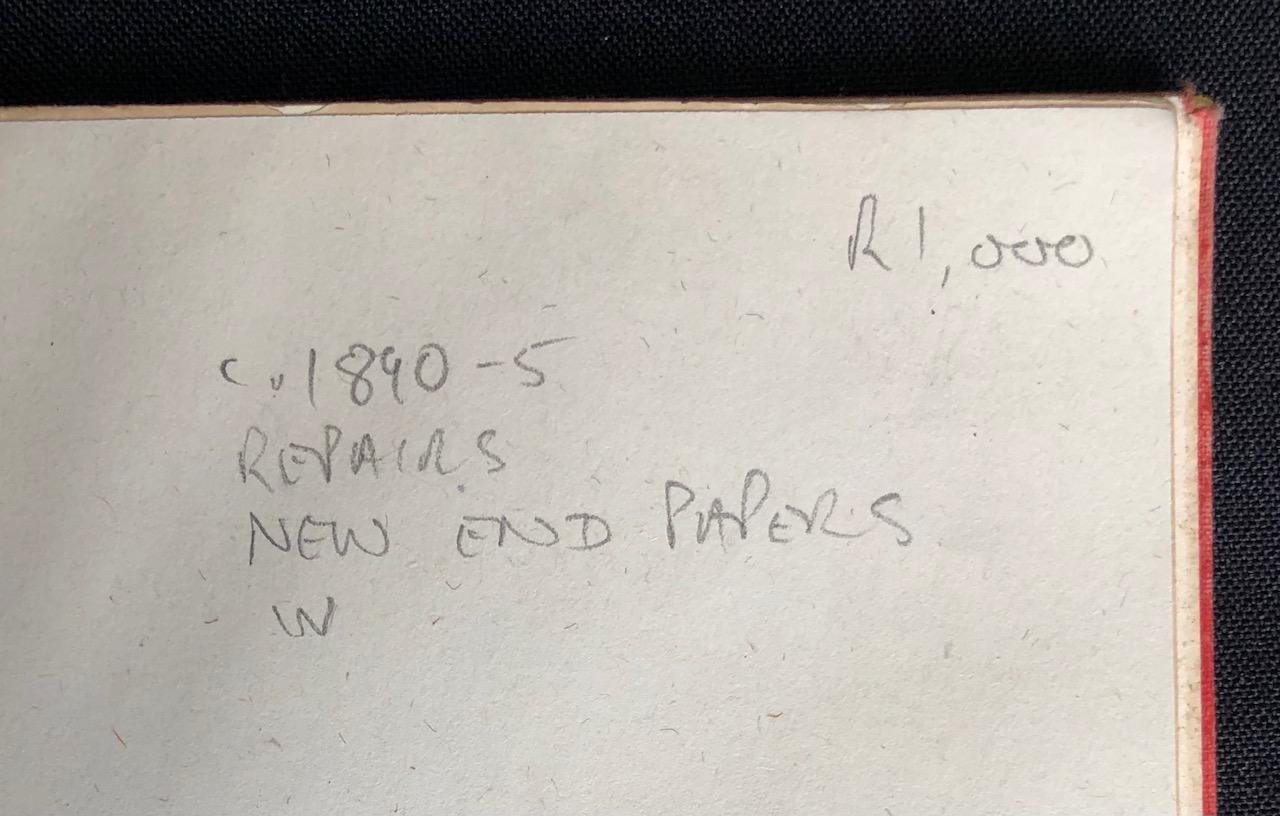 R1,000
c. 1890-5
REPAIRS
NEW END PAPERS
W